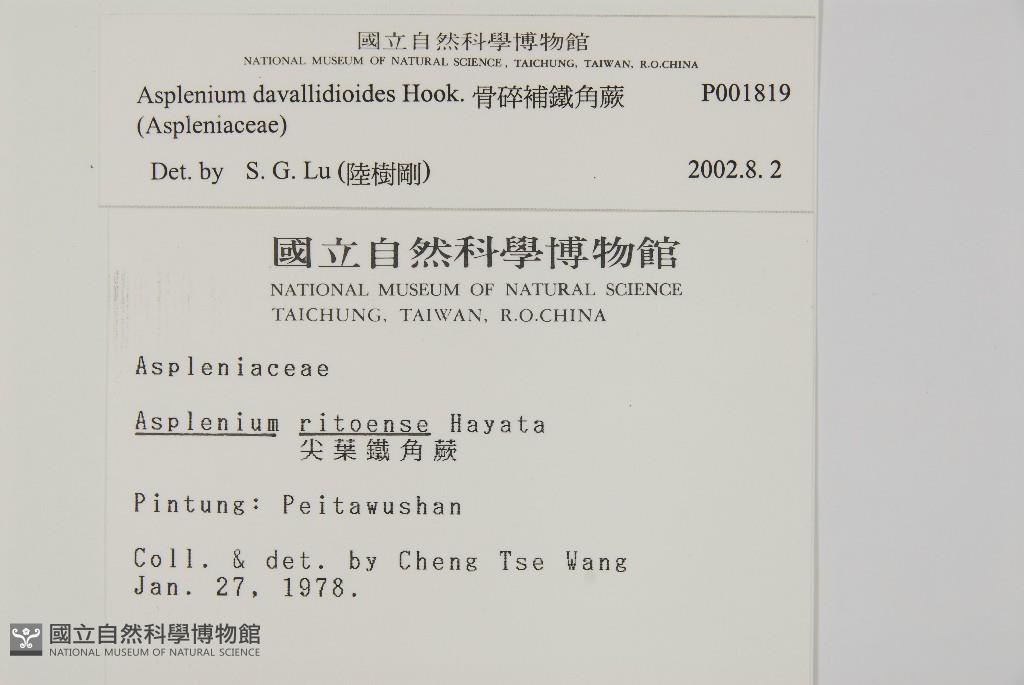 國立自然科學博物館
NATIONAL MUSEUM OF NATURAL SCIENCE, TAICHUNG, TAIWAN, R.O.CHINA
Asplenium davallidioides Hook. 骨碎補鐵角蕨 P001819
(Aspleniaceae)
Det. by S. G. Lu (陸樹剛) 2002.8. 2
國立自然科學博物館
NATIONAL MUSEUM OF NATURAL SCIENCE
TAICHUNG, TAIWAN, R.O.CHINA
Aspleniaceae
Asplenium ritoense Hayata
尖葉鐵角蕨
Pintung: Peitawushan
Coll. & det. by Cheng Tse Wang
Jan. 27, 1978.
國立自然科學博物館
NATIONAL MUSEUM OF NATURAL SCIENCE